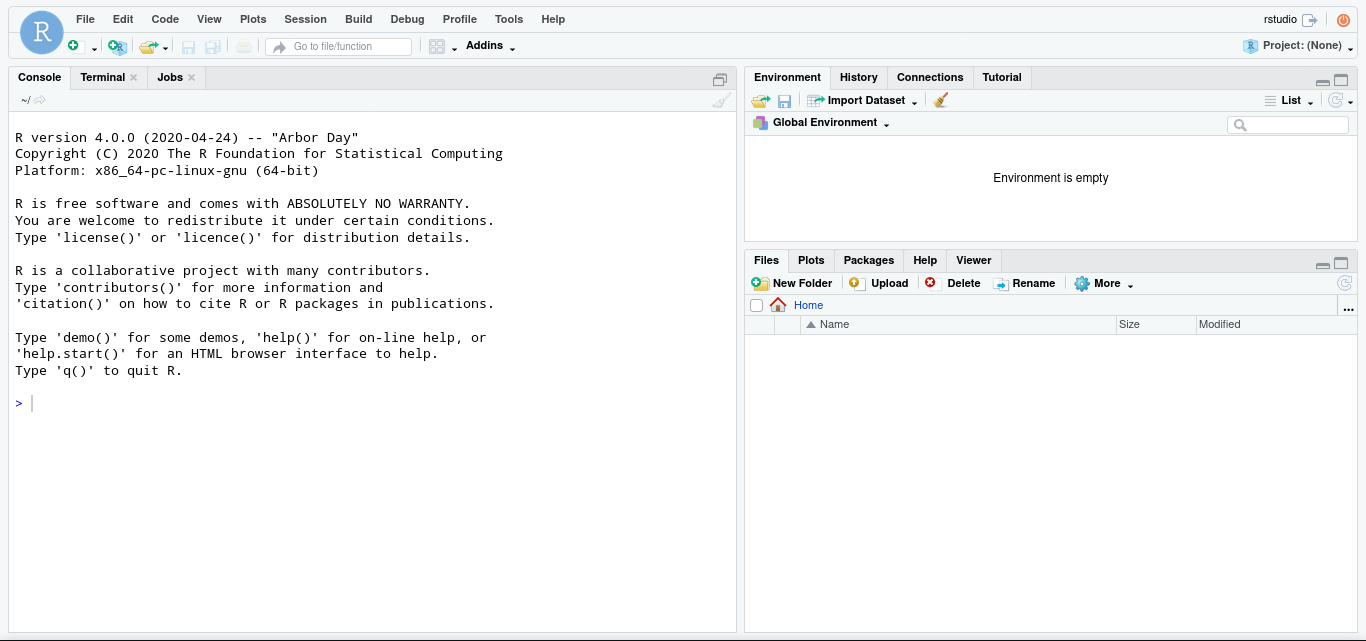 R
File Edit Code View Plots Session Build Debug Profile Tools Help
rstudio
Go to file/function
Addins
R Project: (None)
Console Terminal Jobs
~/
R version 4.0.0 (2020-04-24) -- "Arbor Day"
Copyright (C) 2020 The R Foundation for Statistical Computing
Platform: x86_64-pc-linux-gnu (64-bit)
R is free software and comes with ABSOLUTELY NO WARRANTY.
You are welcome to redistribute it under certain conditions.
Type 'license()' or 'licence()' for distribution details.
R is a collaborative project with many contributors.
Type 'contributors()' for more information and
'citation()' on how to cite R or R packages in publications.
Type 'demo()' for some demos, 'help()' for on-line help, or
'help.start()' for an HTML browser interface to help.
Type 'q()' to quit R.
>
Environment History Connections Tutorial
Import Dataset
List
Global Environment
Environment is empty
Files Plots Packages Help Viewer
New Folder Upload Delete Rename More
Home
...
Name Size Modified